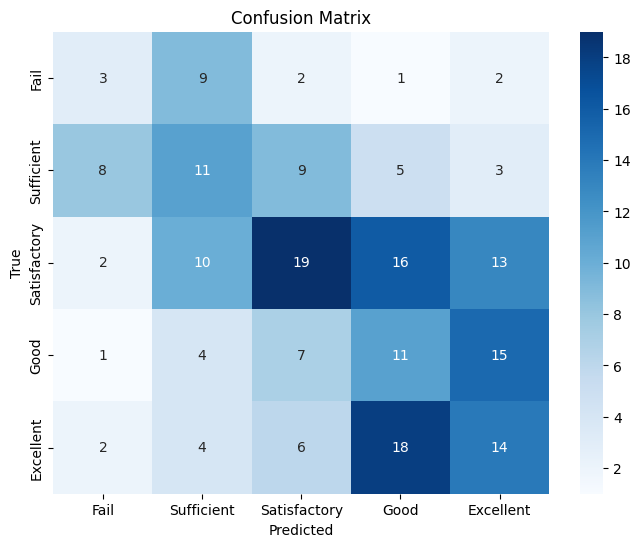 Confusion Matrix
Fail 3 9 2 1 2
Sufficient 8 11 9 5 3
Satisfactory 2 10 19 16 13
Good 1 4 7 11 15
Excellent 2 4 6 18 14
True
Fail Sufficient Satisfactory Good Excellent
Predicted
18
16
14
12
10
8
6
4
2